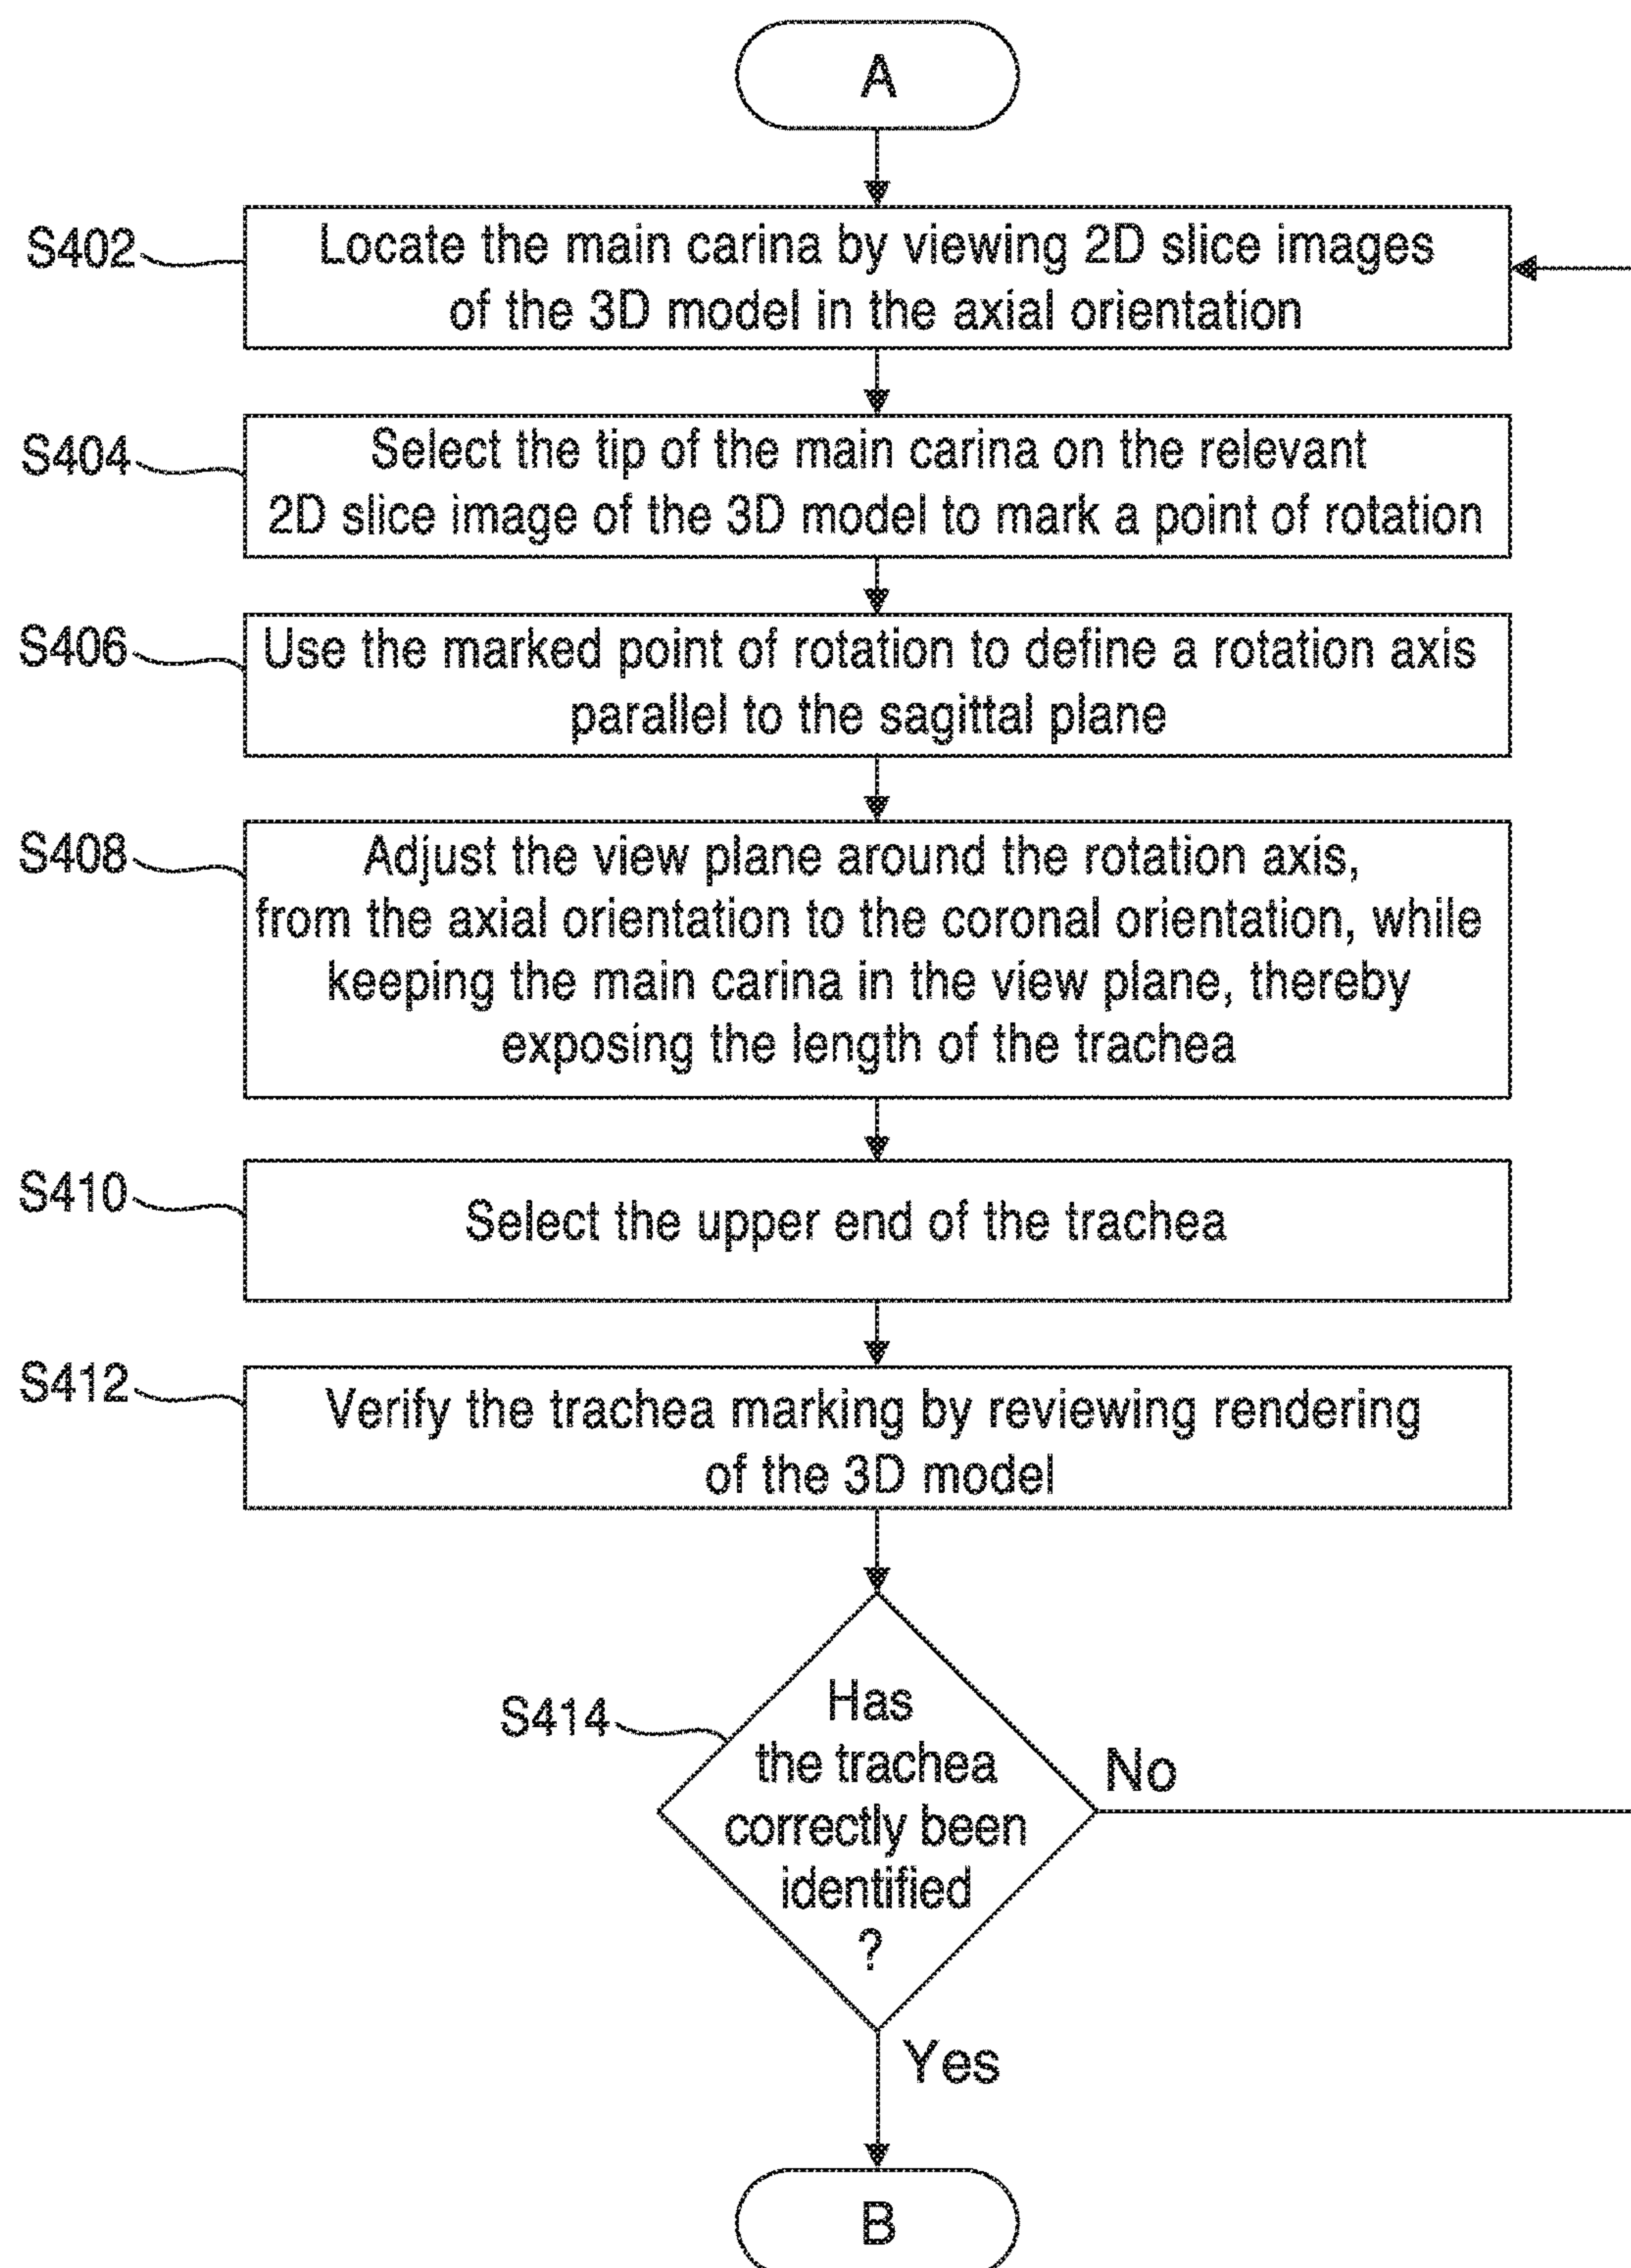 A
S402
Locate the main carina by viewing 2D slice images
of the 3D model in the axial orientation
S404
Select the tip of the main carina on the relevant
2D slice image of the 3D model to mark a point of rotation
S406
Use the marked point of rotation to define a rotation axis
parallel to the sagittal plane
S408
Adjust the view plane around the rotation axis,
from the axial orientation to the coronal orientation, while
keeping the main carina in the view plane, thereby
exposing the length of the trachea
S410
Select the upper end of the trachea
S412
Verify the trachea marking by reviewing rendering
of the 3D model
S414
Has
the trachea
correctly been
identified
?
No
Yes
B